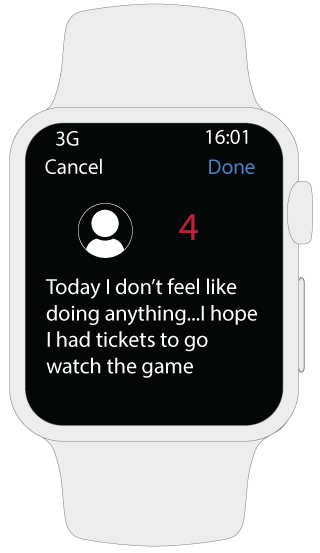 3G 16:01
Cancel Done
4
Today I don't feel like
doing anything...I hope
I had tickets to go
watch the game